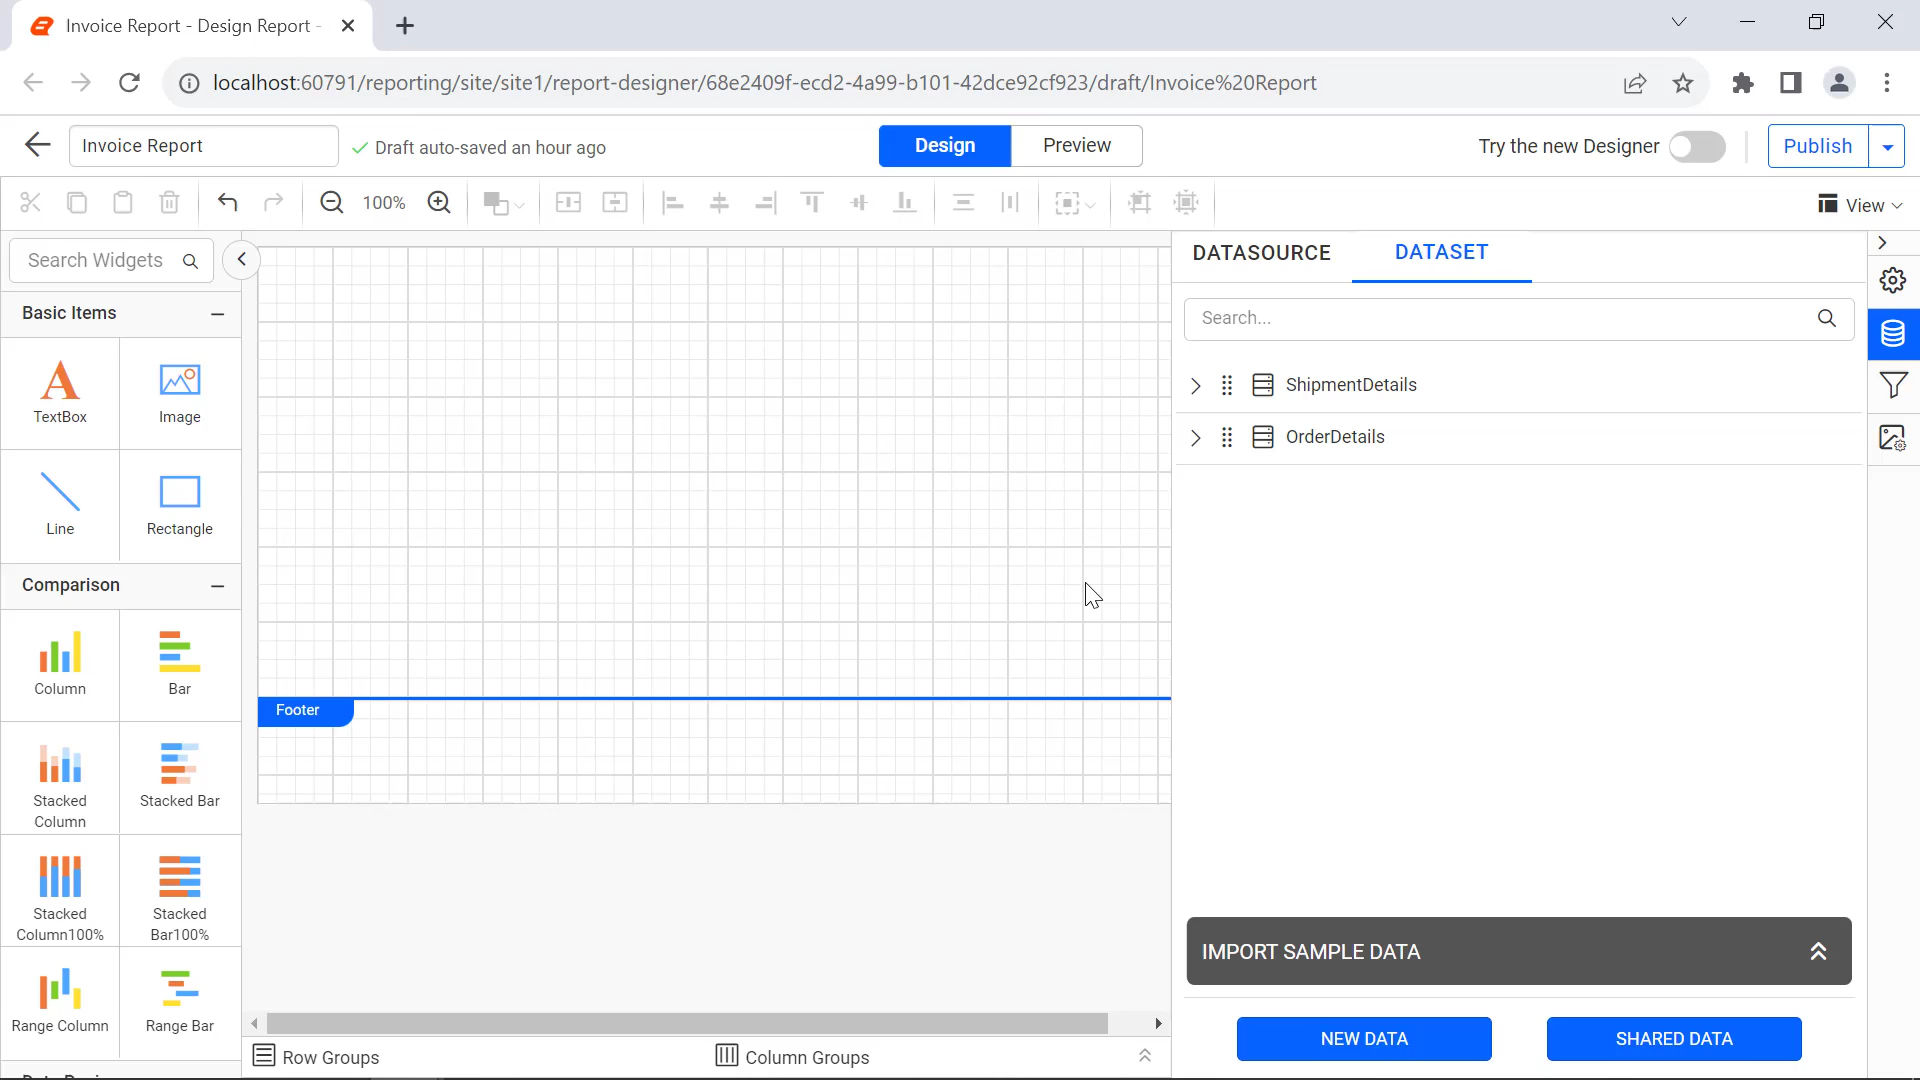 Invoice Report - Design Report -
localhost:60791/reporting/site/site1/report-designer/68e2409f-ecd2-4a99-b101-42dce92cf923/draft/Invoice%20Report
Invoice Report
Draft auto-saved an hour ago
Design
Preview
Try the new Designer
Publish
100%
View
Search Widgets
Basic Items
TextBox
Image
Line
Rectangle
Comparison
Column
Bar
Stacked
Column
Stacked Bar
Stacked
Column100%
Stacked
Bar100%
Range Column
Range Bar
Footer
Row Groups
Column Groups
DATASOURCE
DATASET
Search...
ShipmentDetails
OrderDetails
IMPORT SAMPLE DATA
NEW DATA
SHARED DATA